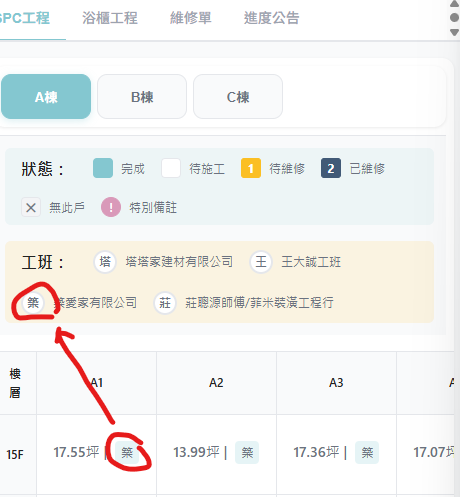 SPC工程 浴櫃工程 維修單 進度公告
A棟 B棟 C棟
狀態： 完成 待施工 1 待維修 2 已維修
無此戶 ! 特別備註
工班： 塔 塔塔家建材有限公司 王 王大誠工班
築 築愛家有限公司 莊 莊聰源師傅/菲米裝潢工程行
樓層 A1 A2 A3 A
15F 17.55坪 | 築 13.99坪 | 築 17.36坪 | 築 17.07坪